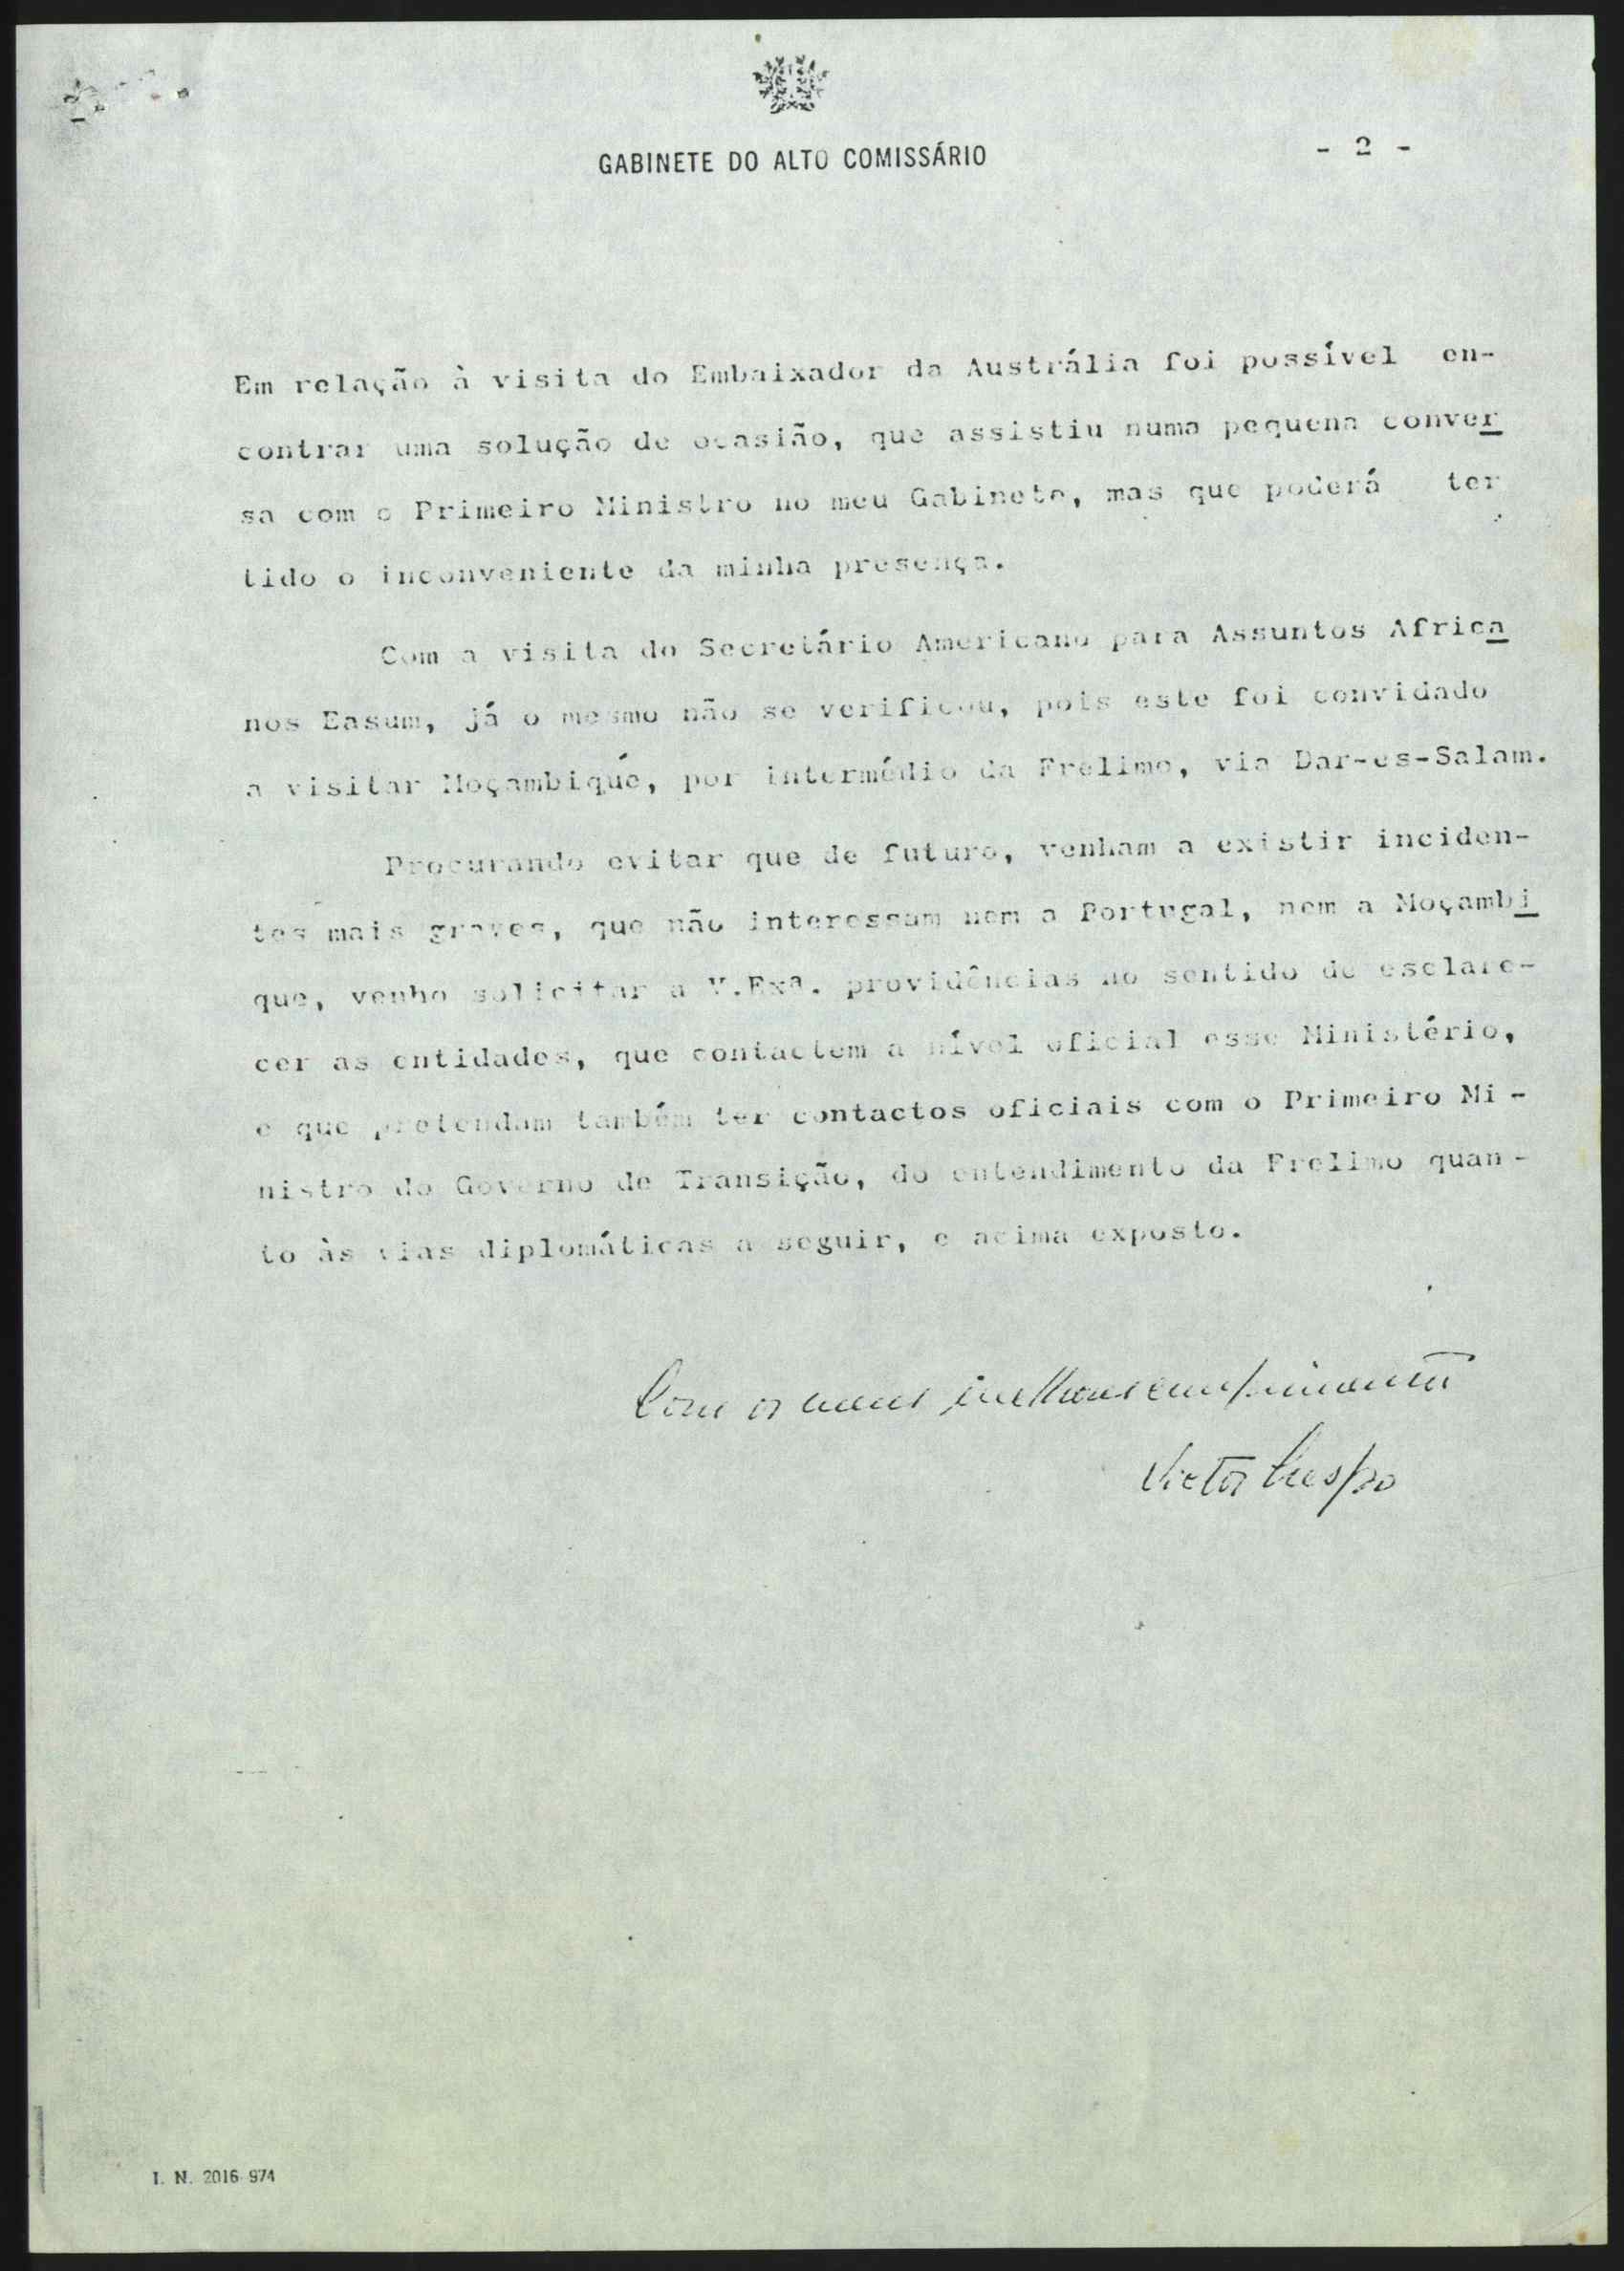 GABINETE DO ALTO COMISSÁRIO
- 2 -
Em relação à visita do Embaixador da Austrália foi possível en-
contrar uma solução de ocasião, que assistiu numa pequena conver
sa com o Primeiro Ministro no meu Gabinete, mas que poderá ter
tido o inconveniente da minha presença.
Com a visita do Secretário Americano para Assuntos Africa
nos Easum, já o mesmo não se verificou, pois este foi convidado
a visitar Moçambique, por intermédio da Frelimo, via Dar-es-Salam.
Procurando evitar que de futuro, venham a existir inciden-
tes mais graves, que não interessam nem a Portugal, nem a Moçambi
que, venho solicitar a V.Exª. providências no sentido de esclare-
cer as entidades, que contactem a nível oficial esse Ministério,
e que pretendam também ter contactos oficiais com o Primeiro Mi -
nistro do Governo de Transição, do entendimento da Frelimo quan-
to às vias diplomáticas a seguir, e acima exposto.
Com os meus melhores cumprimentos
Victor Crespo
I. N. 2016-974